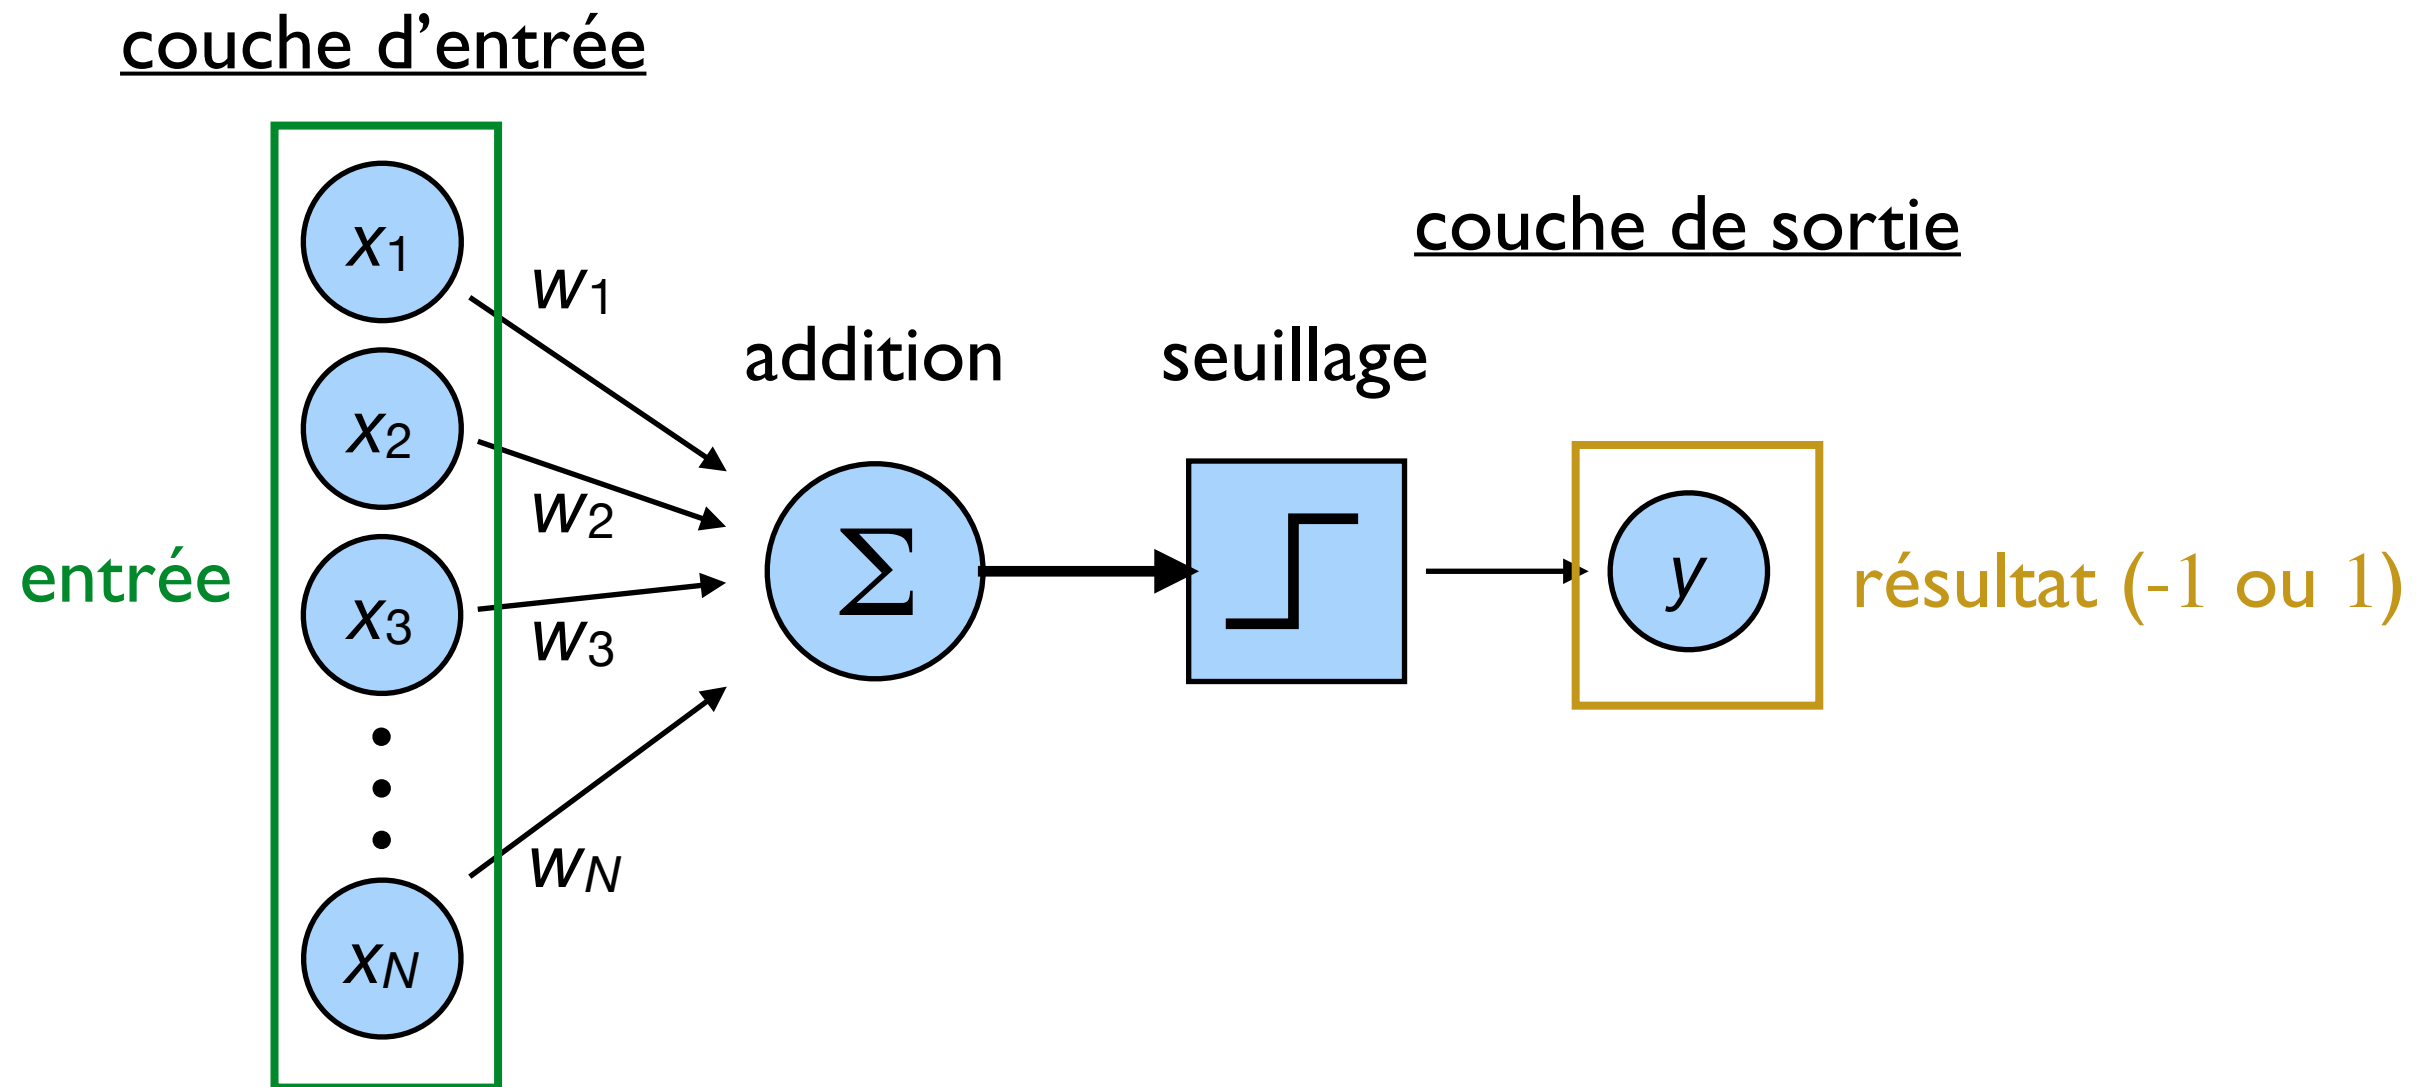 couche d’entrée
couche de sortie
x1
w1
addition
seuillage
x2
w2
Σ
y
entrée
résultat (-1 ou 1)
x3
w3
wN
xN